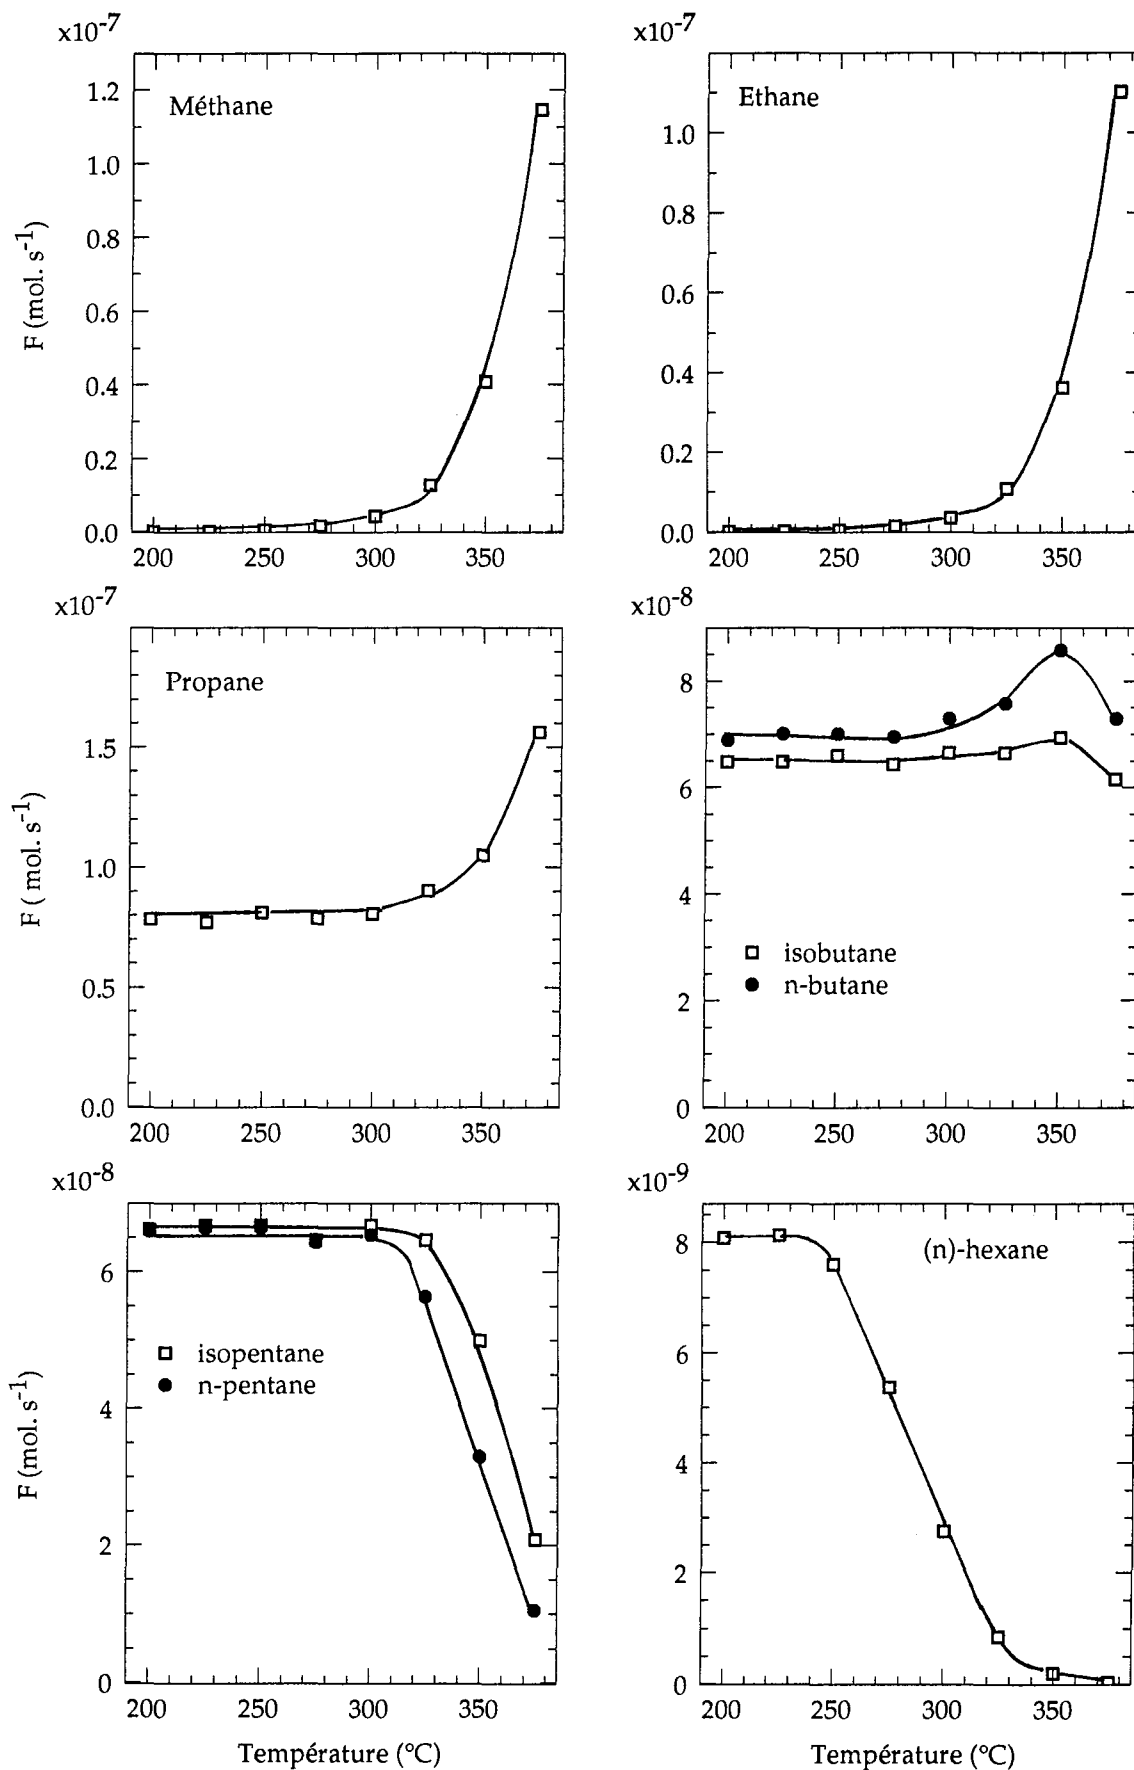 x10-7
Méthane
1.2
1.0
0.8
0.6
0.4
0.2
0.0
200 250 300 350
F (mol. s-1)
x10-7
Ethane
1.0
0.8
0.6
0.4
0.2
0.0
200 250 300 350
x10-7
Propane
1.5
1.0
0.5
0.0
200 250 300 350
F ( mol. s-1)
x10-8
8
6
4
2
0
isobutane
n-butane
200 250 300 350
x10-8
6
4
2
0
isopentane
n-pentane
200 250 300 350
F (mol. s-1)
Température (°C)
x10-9
(n)-hexane
8
6
4
2
0
200 250 300 350
Température (°C)